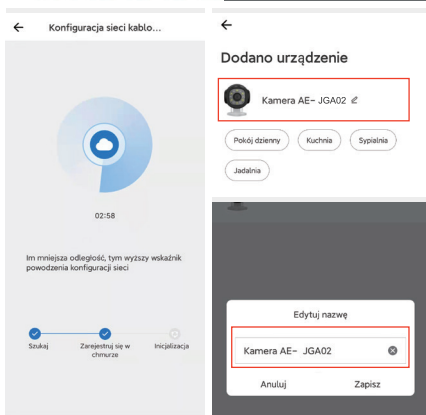 Konfiguracja sieci kablo...
02:58
Im mniejsza odległość, tym wyższy wskaźnik
powodzenia konfiguracji sieci
Szukaj
Zarejestruj się w
chmurze
Inicjalizacja
Dodano urządzenie
Kamera AE- JGA02
Pokój dzienny
Kuchnia
Sypialnia
Jadalnia
Edytuj nazwę
Kamera AE- JGA02
Anuluj
Zapisz